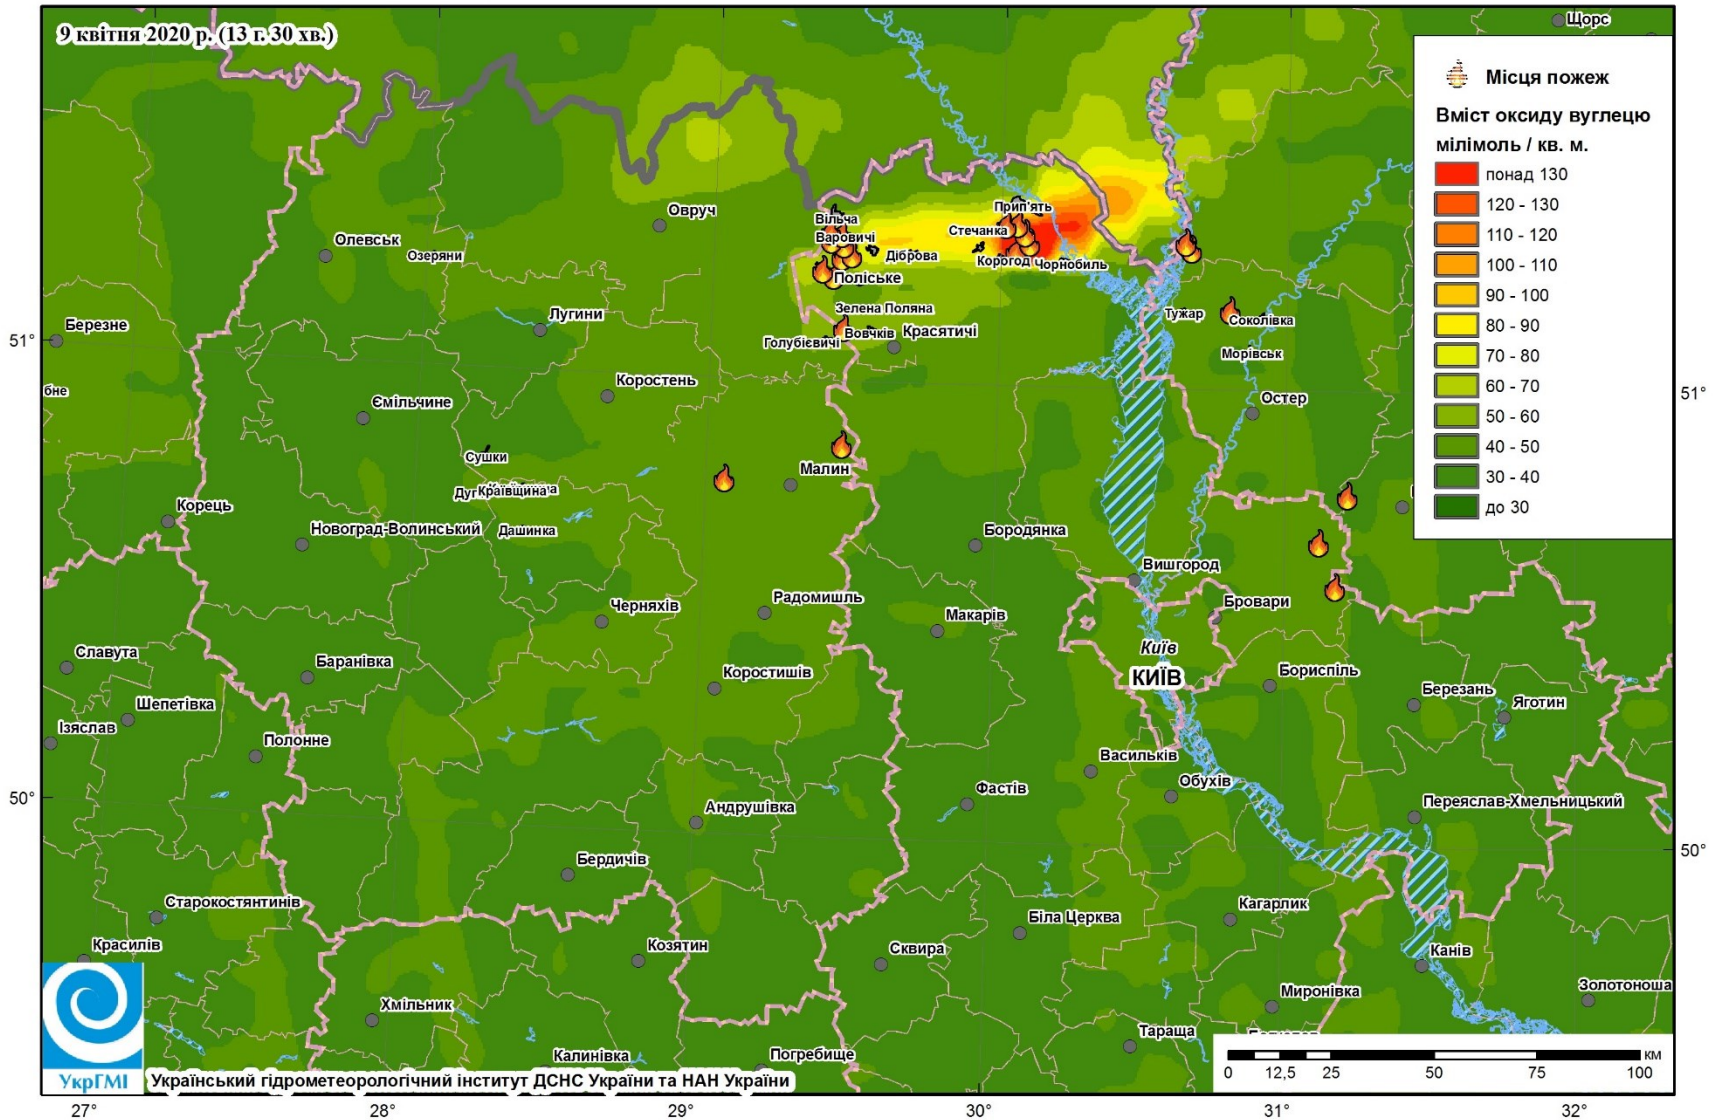 9 квітня 2020 р. (13 г. 30 хв.)
Щорс
Місця пожеж
Вміст оксиду вуглецю
мілімоль / кв. м.
понад 130
120 - 130
110 - 120
100 - 110
90 - 100
80 - 90
70 - 80
60 - 70
50 - 60
40 - 50
30 - 40
до 30
Овруч
Олевськ
Озеряни
Вільча
Варовичі
Діброва
Поліське
Прип'ять
Стечанка
Корогод
Чорнобиль
Зелена Поляна
Вовчків
Красятичі
Голубієвичі
Тужар
Соколівка
Морівськ
Лугини
Березне
51°
51°
бне
Коростень
Ємільчине
Остер
Сушки
Краївщина
Дашинка
Малин
Корець
Новоград-Волинський
Бородянка
Вишгород
Черняхів
Радомишль
Макарів
Бровари
Київ
КИЇВ
Славута
Баранівка
Коростишів
Бориспіль
Березань
Яготин
Шепетівка
Ізяслав
Полонне
Васильків
Обухів
50°
50°
Андрушівка
Фастів
Переяслав-Хмельницький
Бердичів
Старокостянтинів
Біла Церква
Кагарлик
Красилів
Козятин
Сквира
Канів
Хмільник
Миронівка
Золотоноша
Калинівка
Погребище
Тараща
км
0 12,5 25 50 75 100
УкрГМІ
Український гідрометеорологічний інститут ДСНС України та НАН України
27° 28° 29° 30° 31° 32°